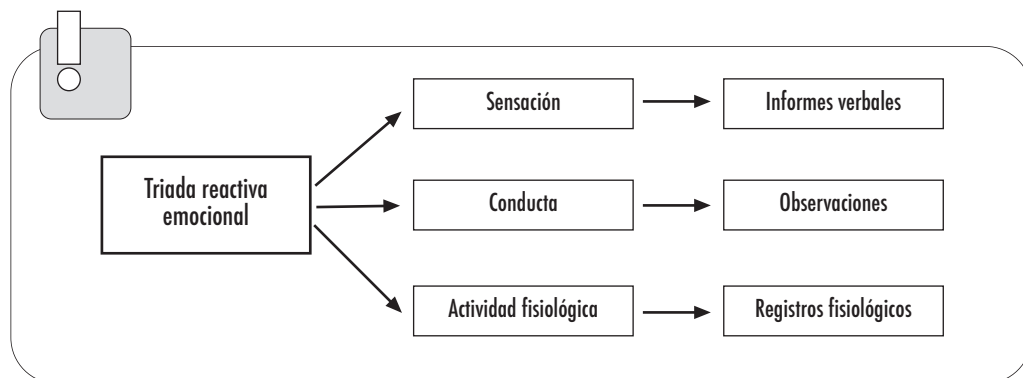 Triada reactiva
emocional
Sensación
Informes verbales
Conducta
Observaciones
Actividad fisiológica
Registros fisiológicos